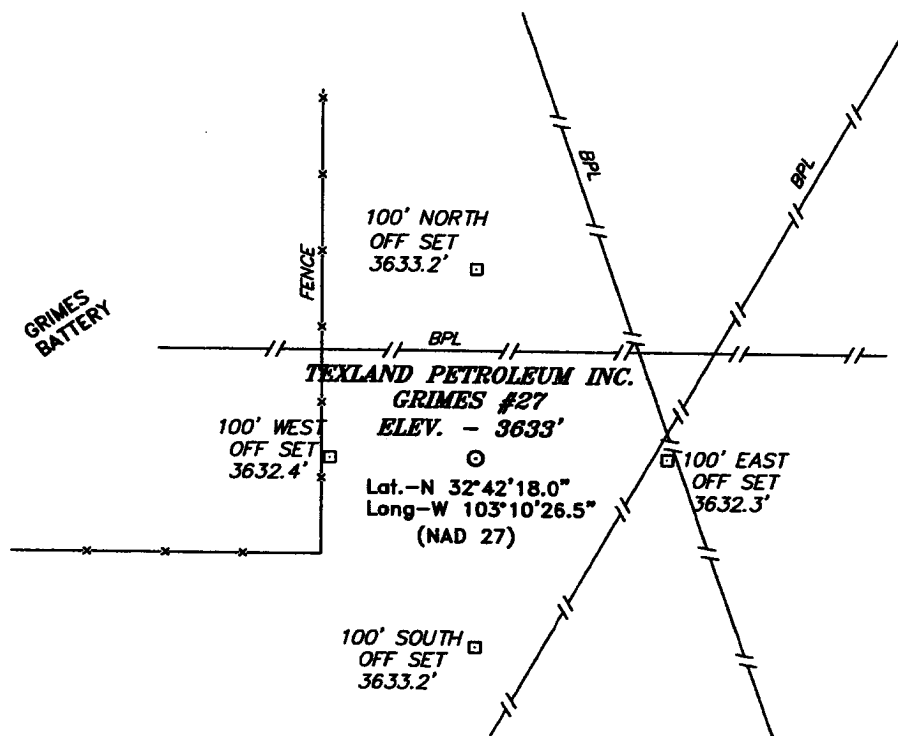 BPL
BPL
100' NORTH
OFF SET
3633.2'
FENCE
GRIMES
BATTERY
BPL
TEXLAND PETROLEUM INC.
GRIMES #27
ELEV. - 3633'
100' WEST
OFF SET
3632.4'
100' EAST
OFF SET
3632.3'
Lat.-N 32°42'18.0"
Long-W 103°10'26.5"
(NAD 27)
100' SOUTH
OFF SET
3633.2'